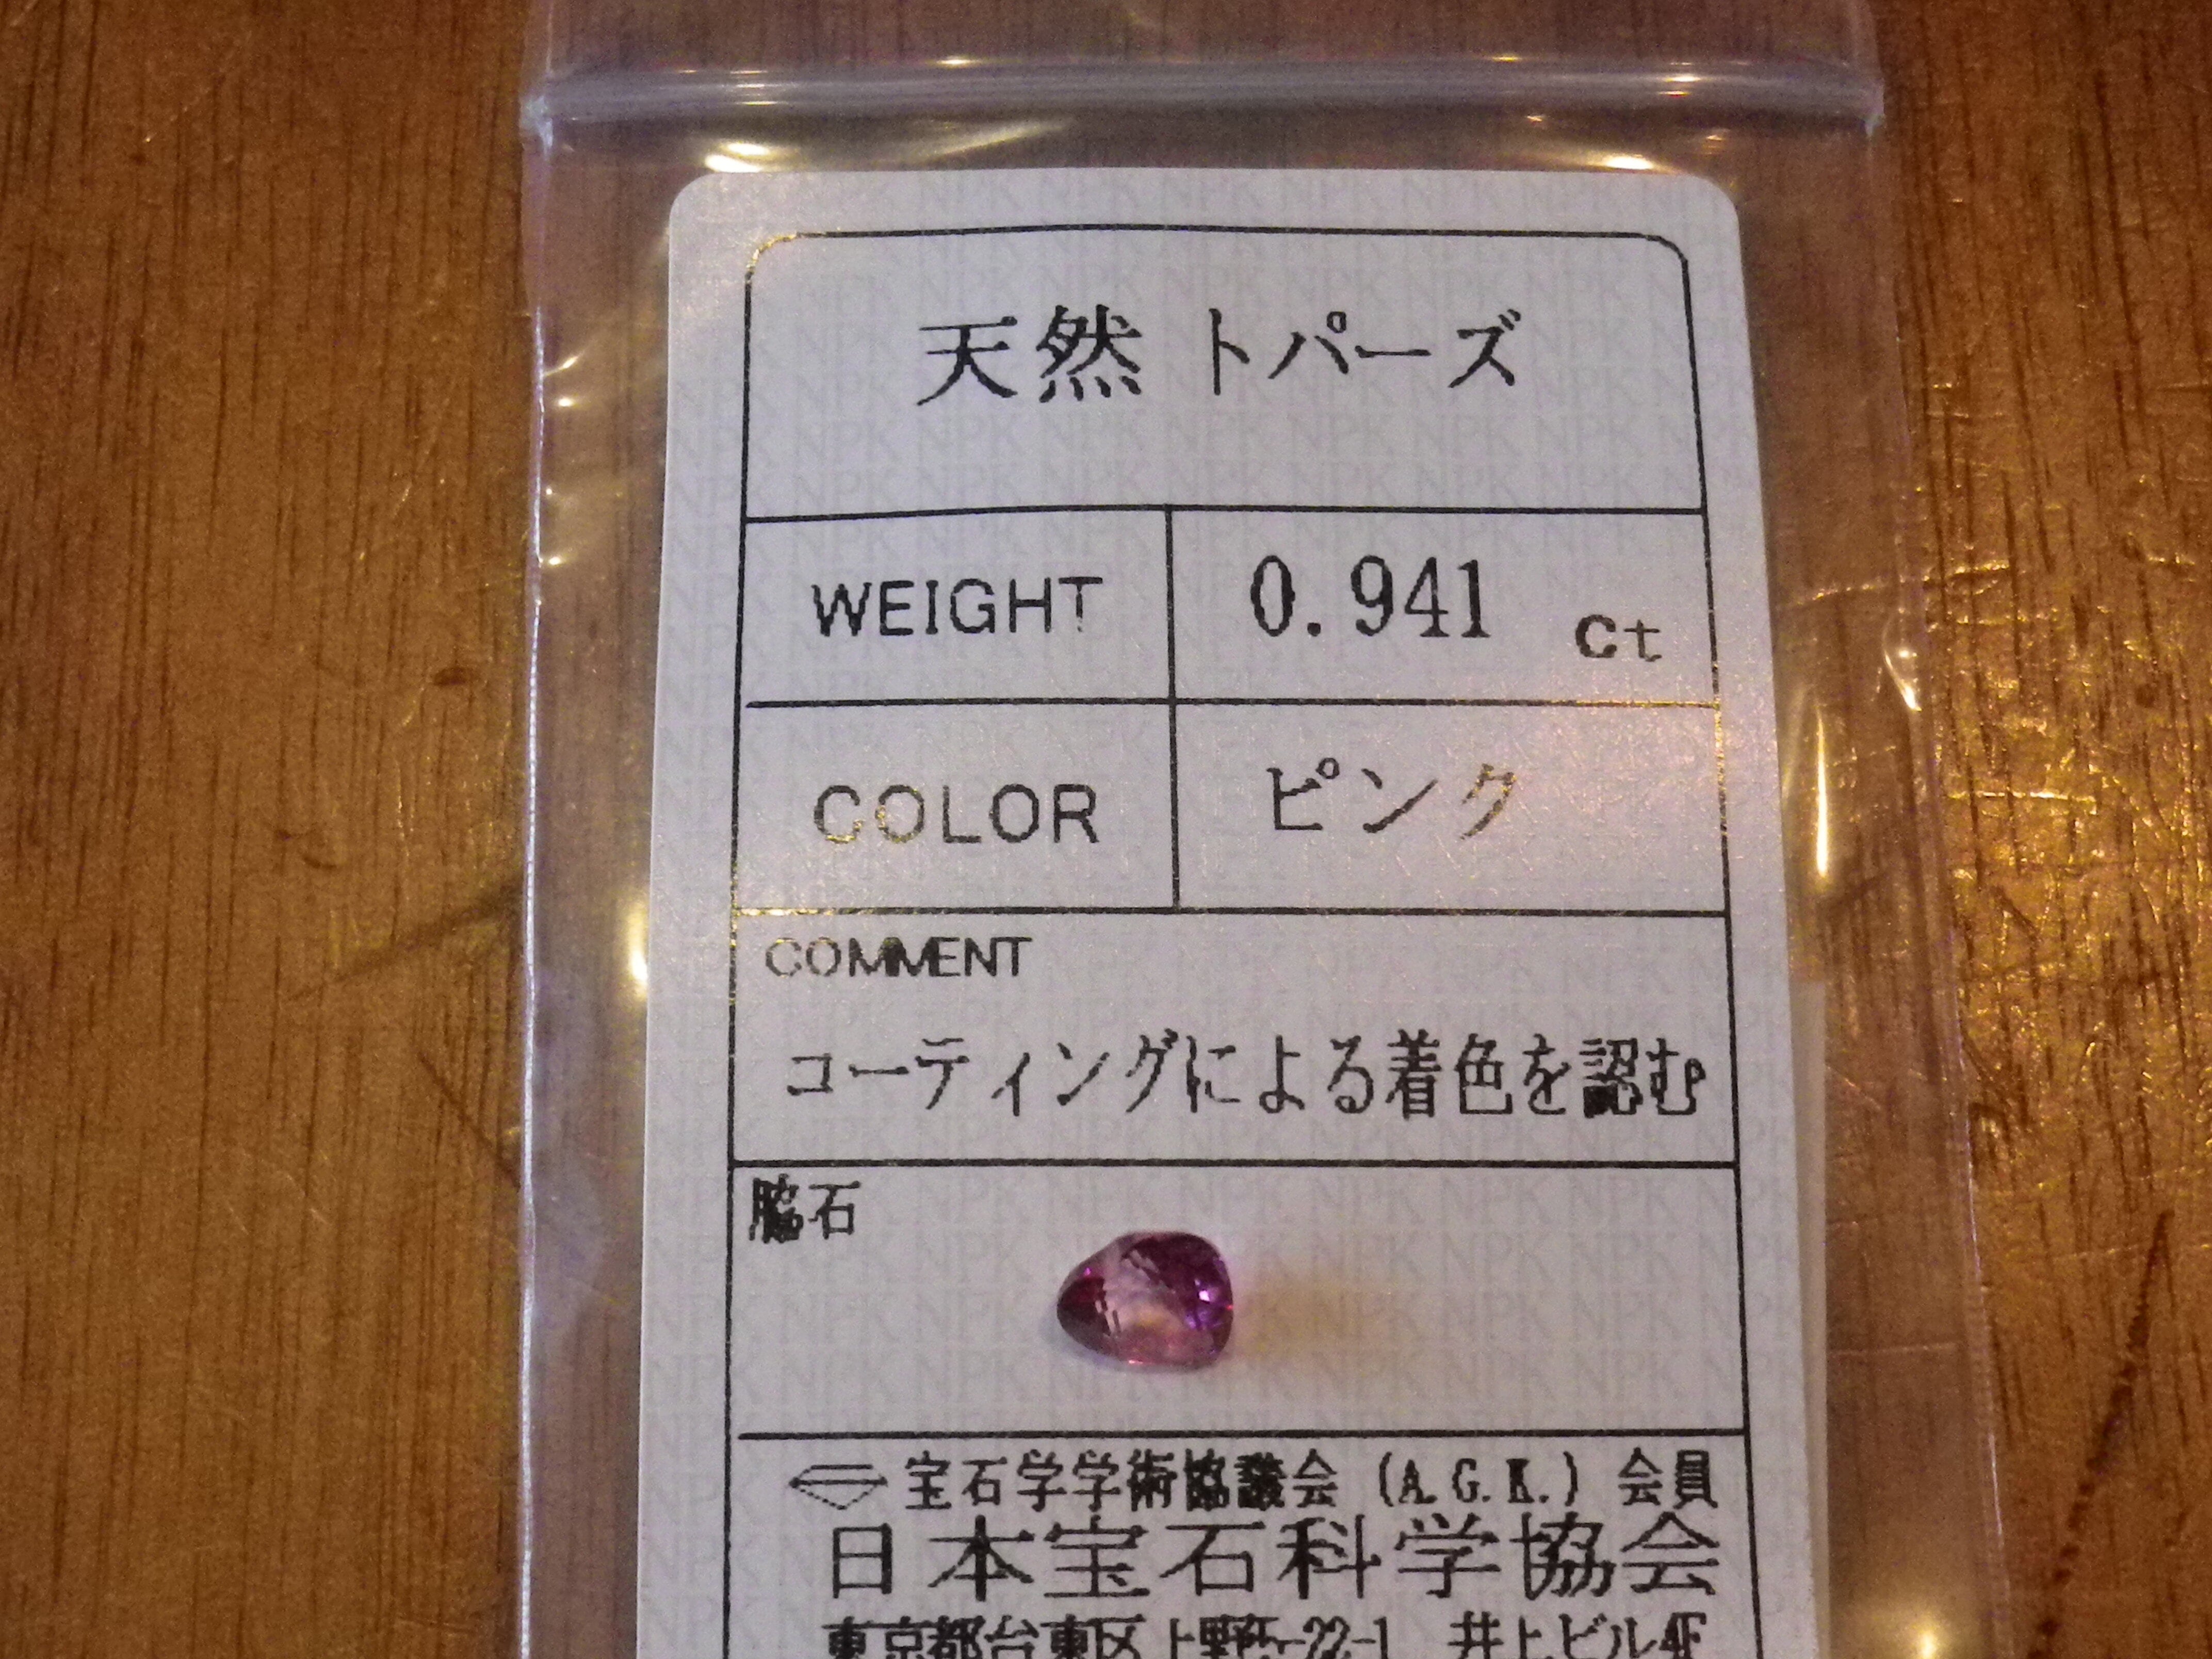 天然 トパーズ
WEIGHT 0.941 ct
COLOR ピンク
COMMENT
コーティングによる着色を認む
脇石
宝石学学術協議会 (A.G.K.) 会員
日本宝石科学協会
東京都台東区上野5-22-1 井上ビル4F